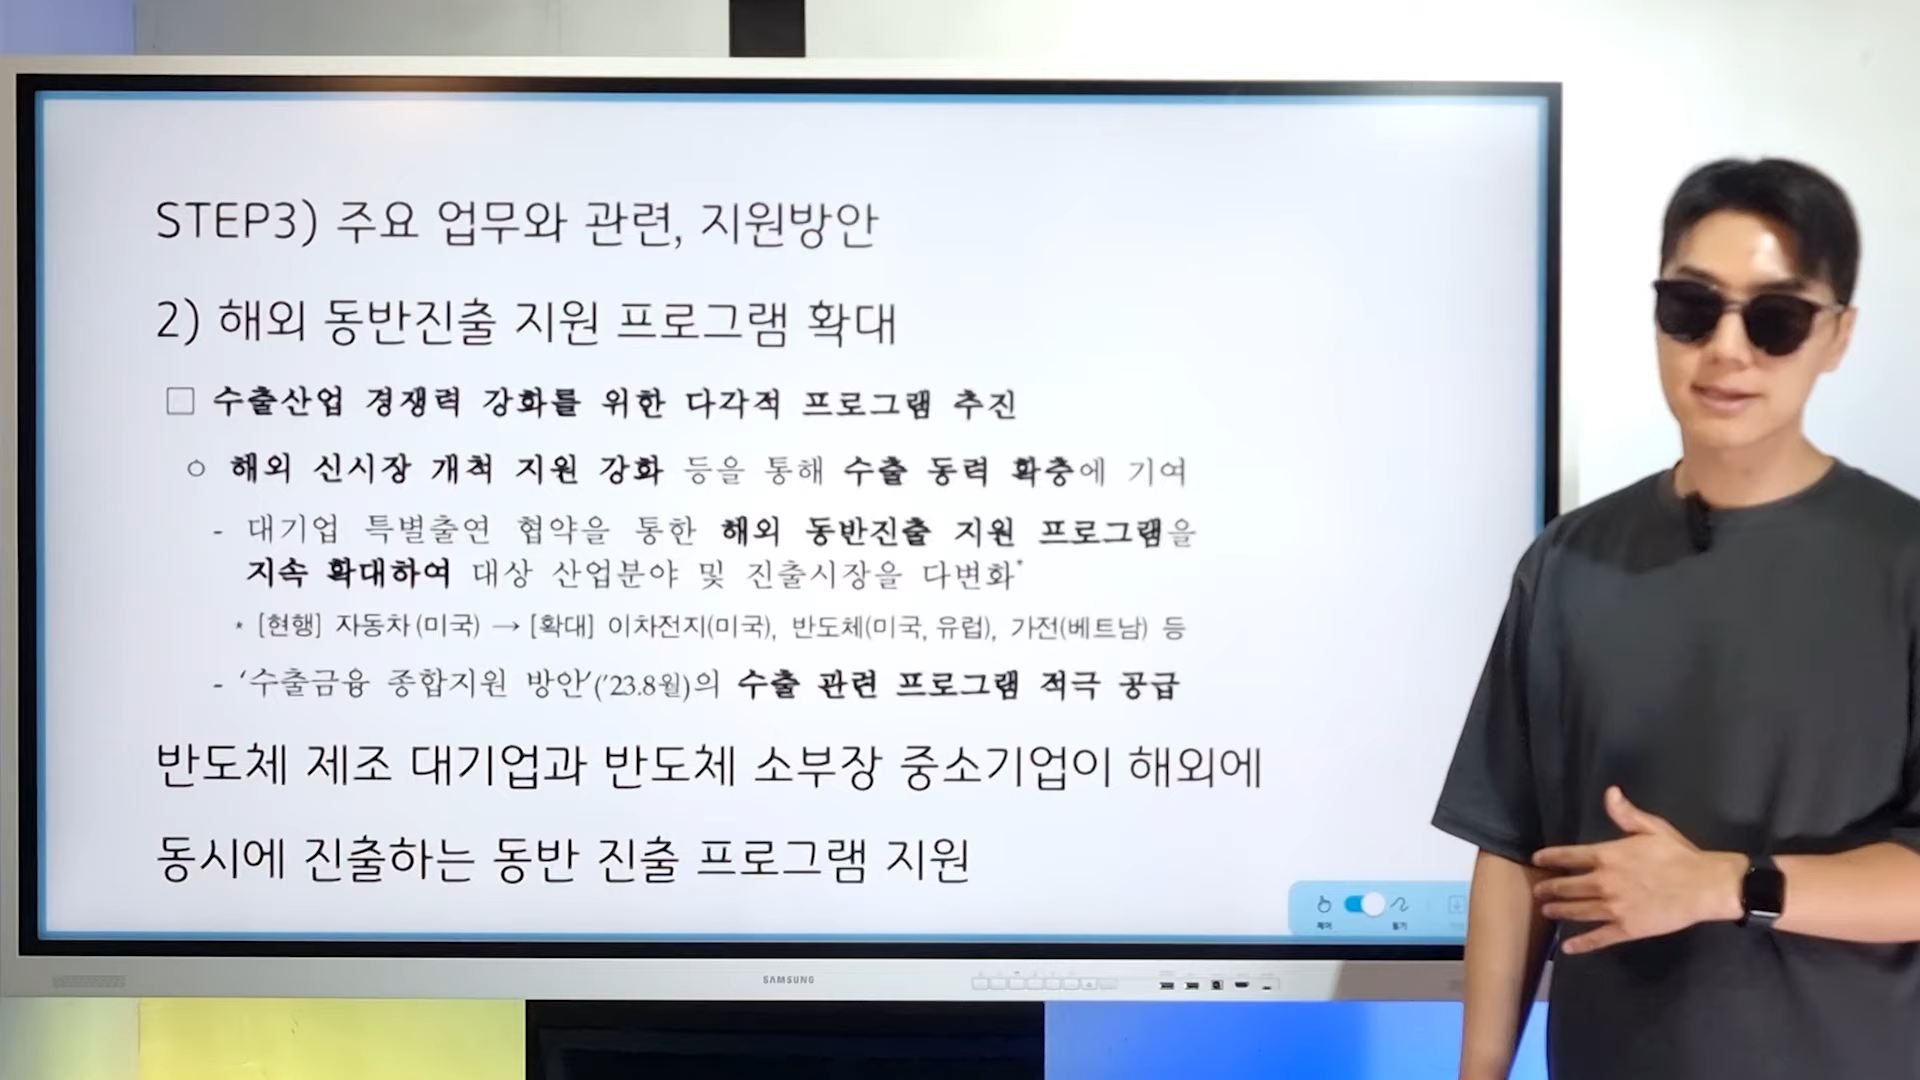 STEP3) 주요 업무와 관련, 지원방안
2) 해외 동반진출 지원 프로그램 확대
□ 수출산업 경쟁력 강화를 위한 다각적 프로그램 추진
○ 해외 신시장 개척 지원 강화 등을 통해 수출 동력 확충에 기여
- 대기업 특별출연 협약을 통한 해외 동반진출 지원 프로그램을
지속 확대하여 대상 산업분야 및 진출시장을 다변화*
* [현행] 자동차(미국) → [확대] 이차전지(미국), 반도체(미국, 유럽), 가전(베트남) 등
- ‘수출금융 종합지원 방안’(’23.8월)의 수출 관련 프로그램 적극 공급
반도체 제조 대기업과 반도체 소부장 중소기업이 해외에
동시에 진출하는 동반 진출 프로그램 지원
제어 필기
SAMSUNG